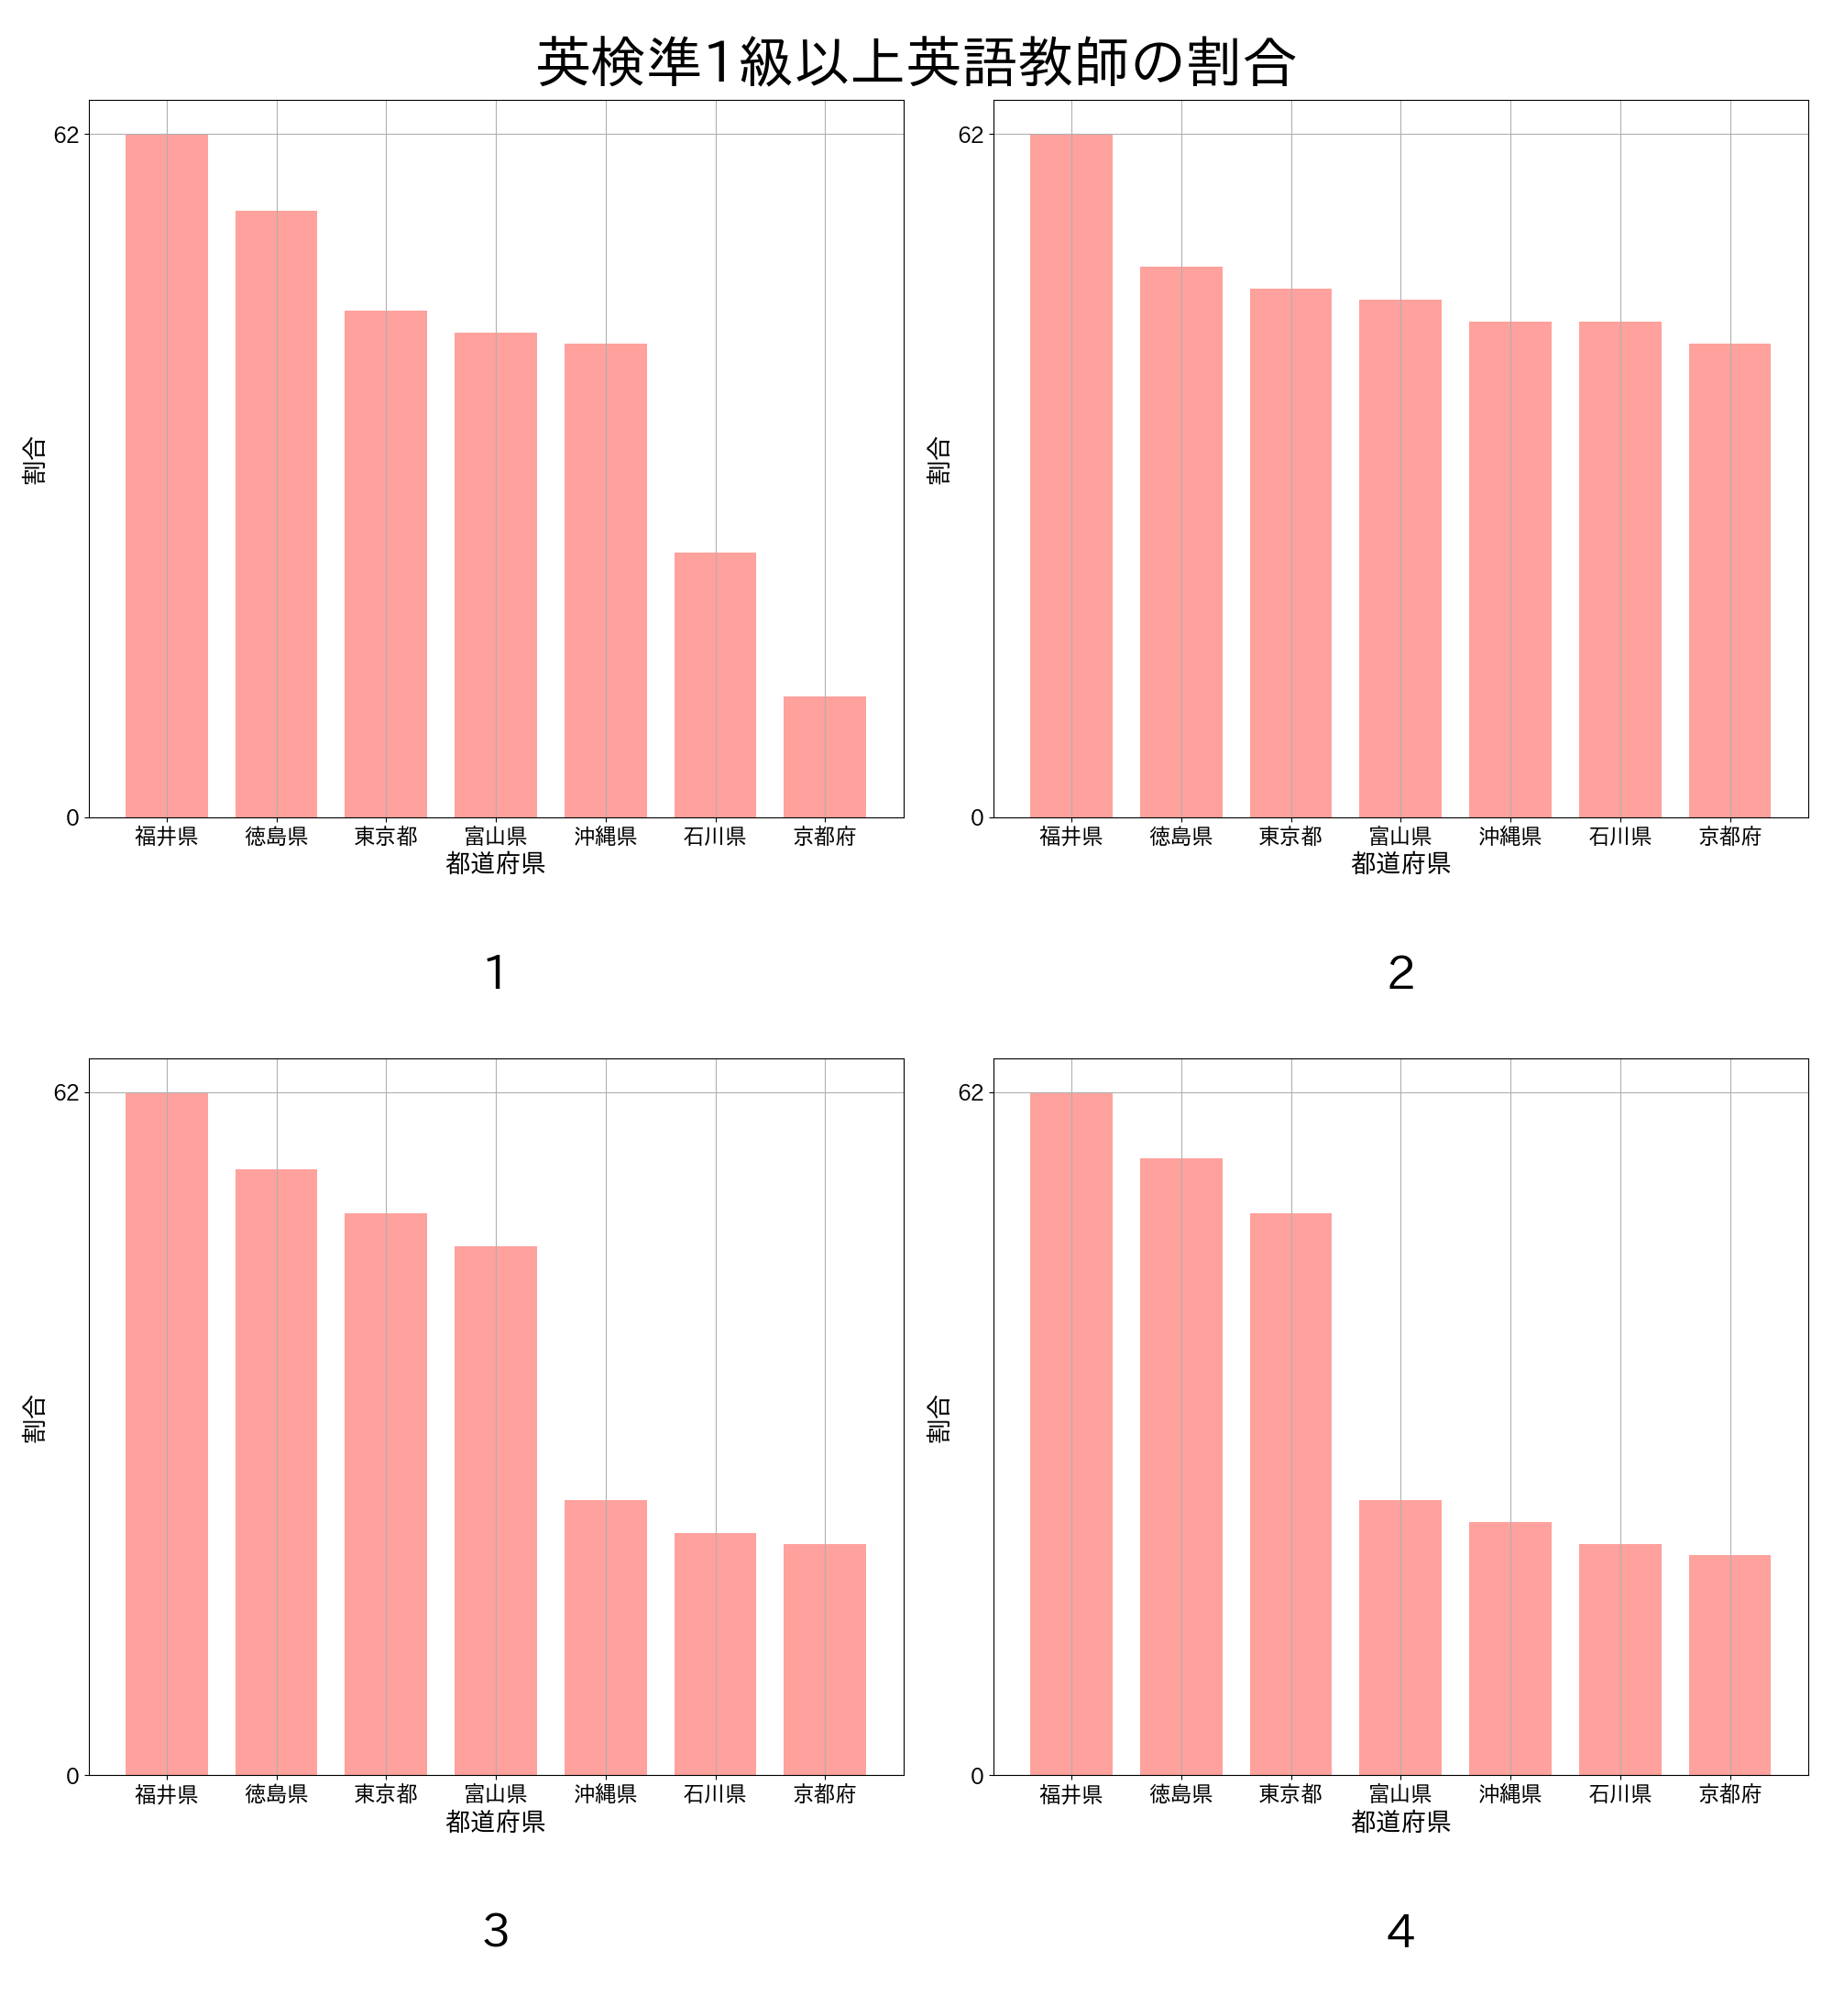 英検準1級以上英語教師の割合
62
割合
0
福井県 徳島県 東京都 富山県 沖縄県 石川県 京都府
都道府県
1
62
割合
0
福井県 徳島県 東京都 富山県 沖縄県 石川県 京都府
都道府県
2
62
割合
0
福井県 徳島県 東京都 富山県 沖縄県 石川県 京都府
都道府県
3
62
割合
0
福井県 徳島県 東京都 富山県 沖縄県 石川県 京都府
都道府県
4